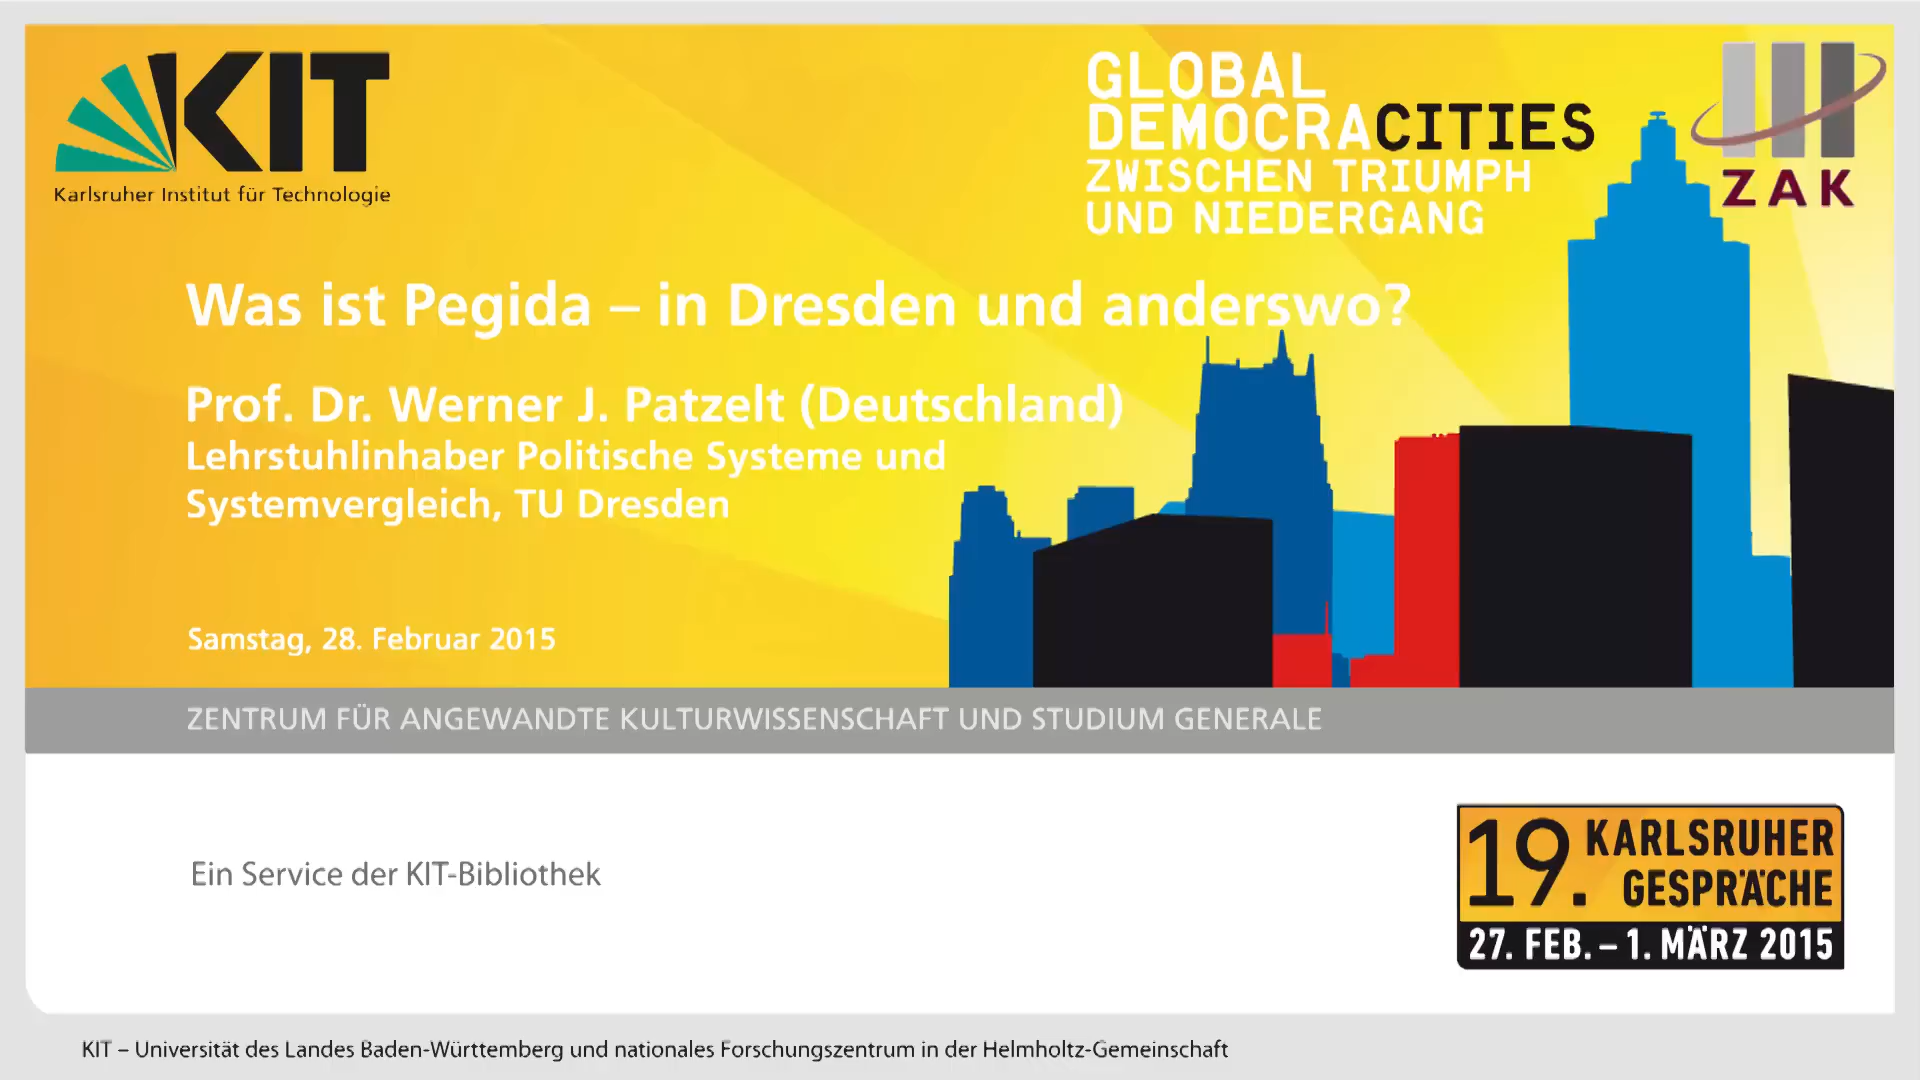 KIT
Karlsruher Institut für Technologie
GLOBAL
DEMOCRACITIES
ZWISCHEN TRIUMPH
UND NIEDERGANG
ZAK
Was ist Pegida – in Dresden und anderswo?
Prof. Dr. Werner J. Patzelt (Deutschland)
Lehrstuhlinhaber Politische Systeme und
Systemvergleich, TU Dresden
Samstag, 28. Februar 2015
ZENTRUM FÜR ANGEWANDTE KULTURWISSENSCHAFT UND STUDIUM GENERALE
Ein Service der KIT-Bibliothek
19. KARLSRUHER
GESPRÄCHE
27. FEB. – 1. MÄRZ 2015
KIT – Universität des Landes Baden-Württemberg und nationales Forschungszentrum in der Helmholtz-Gemeinschaft